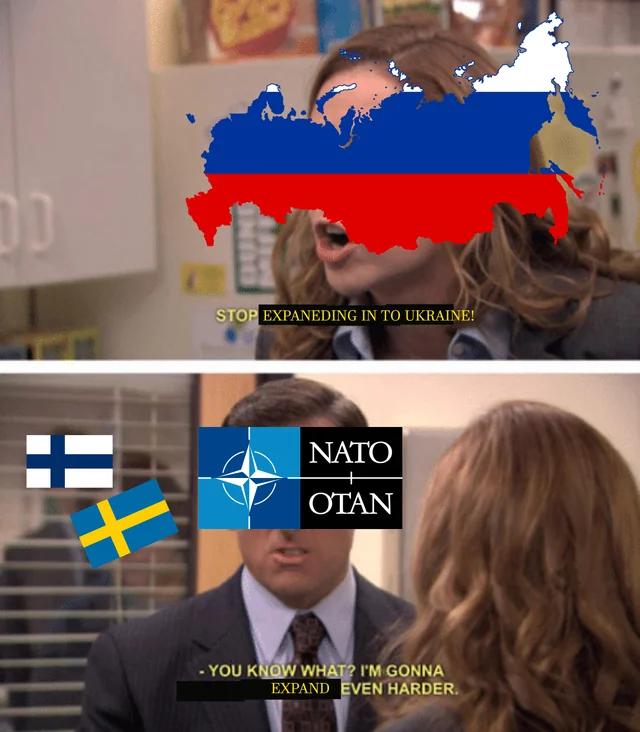 STOP EXPANEDING IN TO UKRAINE!
NATO
OTAN
- YOU KNOW WHAT? I'M GONNA
EXPAND EVEN HARDER.